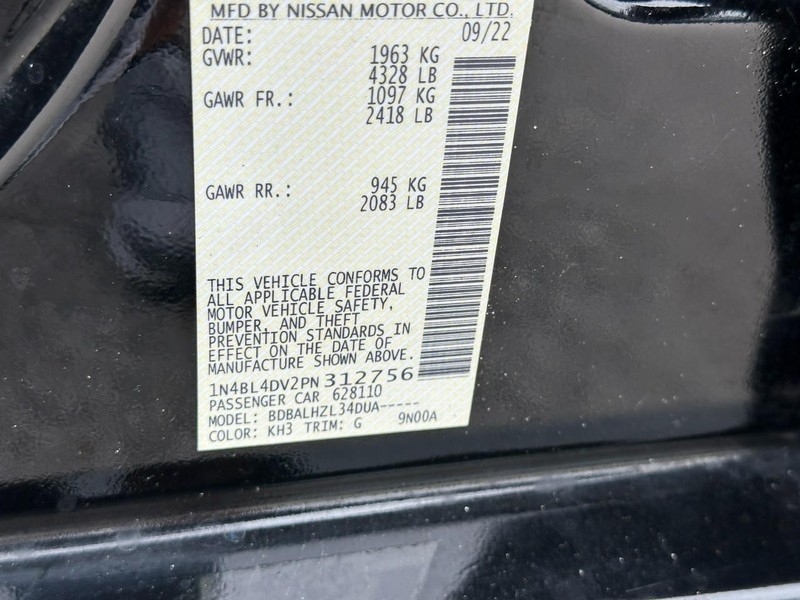 MFD BY NISSAN MOTOR CO., LTD.
DATE: 09/22
GVWR: 1963 KG
4328 LB
GAWR FR.: 1097 KG
2418 LB
GAWR RR.: 945 KG
2083 LB
THIS VEHICLE CONFORMS TO
ALL APPLICABLE FEDERAL
MOTOR VEHICLE SAFETY,
BUMPER, AND THEFT
PREVENTION STANDARDS IN
EFFECT ON THE DATE OF
MANUFACTURE SHOWN ABOVE.
1N4BL4DV2PN312756
PASSENGER CAR 628110
MODEL: BDBALHZL34DUA-----
COLOR: KH3 TRIM: G 9N00A